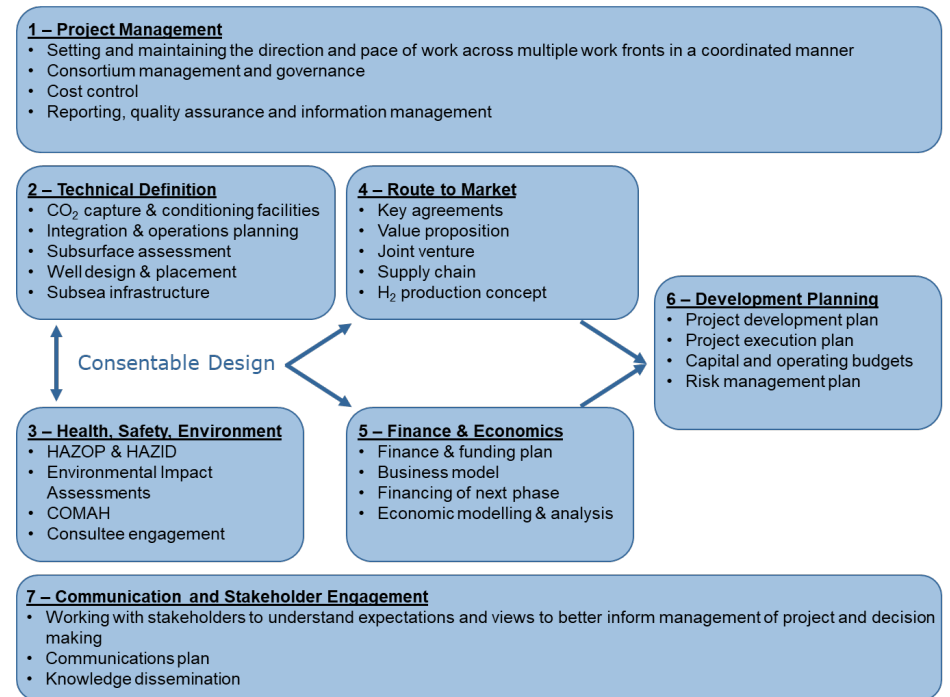 1 – Project Management
• Setting and maintaining the direction and pace of work across multiple work fronts in a coordinated manner
• Consortium management and governance
• Cost control
• Reporting, quality assurance and information management
2 – Technical Definition
• CO₂ capture & conditioning facilities
• Integration & operations planning
• Subsurface assessment
• Well design & placement
• Subsea infrastructure
4 – Route to Market
• Key agreements
• Value proposition
• Joint venture
• Supply chain
• H₂ production concept
Consentable Design
3 – Health, Safety, Environment
• HAZOP & HAZID
• Environmental Impact
Assessments
• COMAH
• Consultee engagement
5 – Finance & Economics
• Finance & funding plan
• Business model
• Financing of next phase
• Economic modelling & analysis
6 – Development Planning
• Project development plan
• Project execution plan
• Capital and operating budgets
• Risk management plan
7 – Communication and Stakeholder Engagement
• Working with stakeholders to understand expectations and views to better inform management of project and decision
making
• Communications plan
• Knowledge dissemination